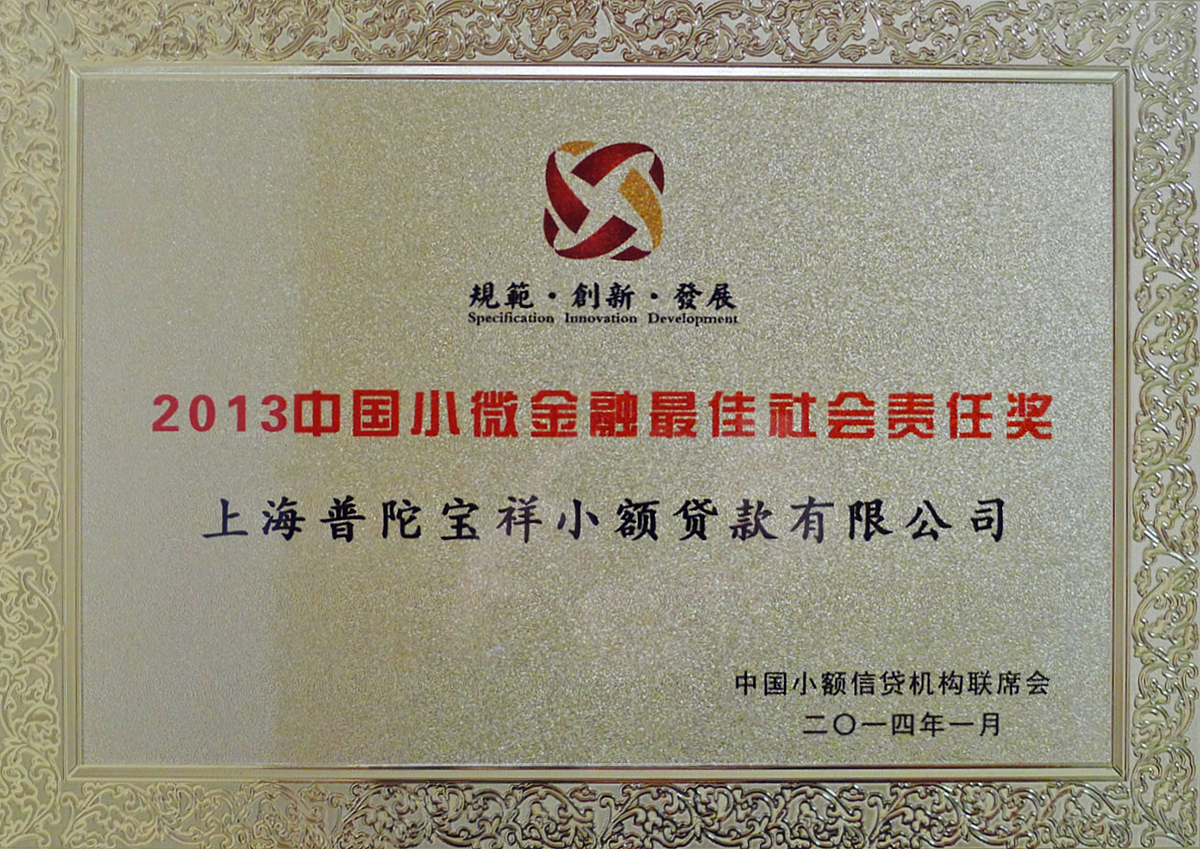 規範·創新·發展
Specification Innovation Development
2013中国小微金融最佳社会责任奖
上海普陀宝祥小额贷款有限公司
中国小额信贷机构联席会
二〇一四年一月